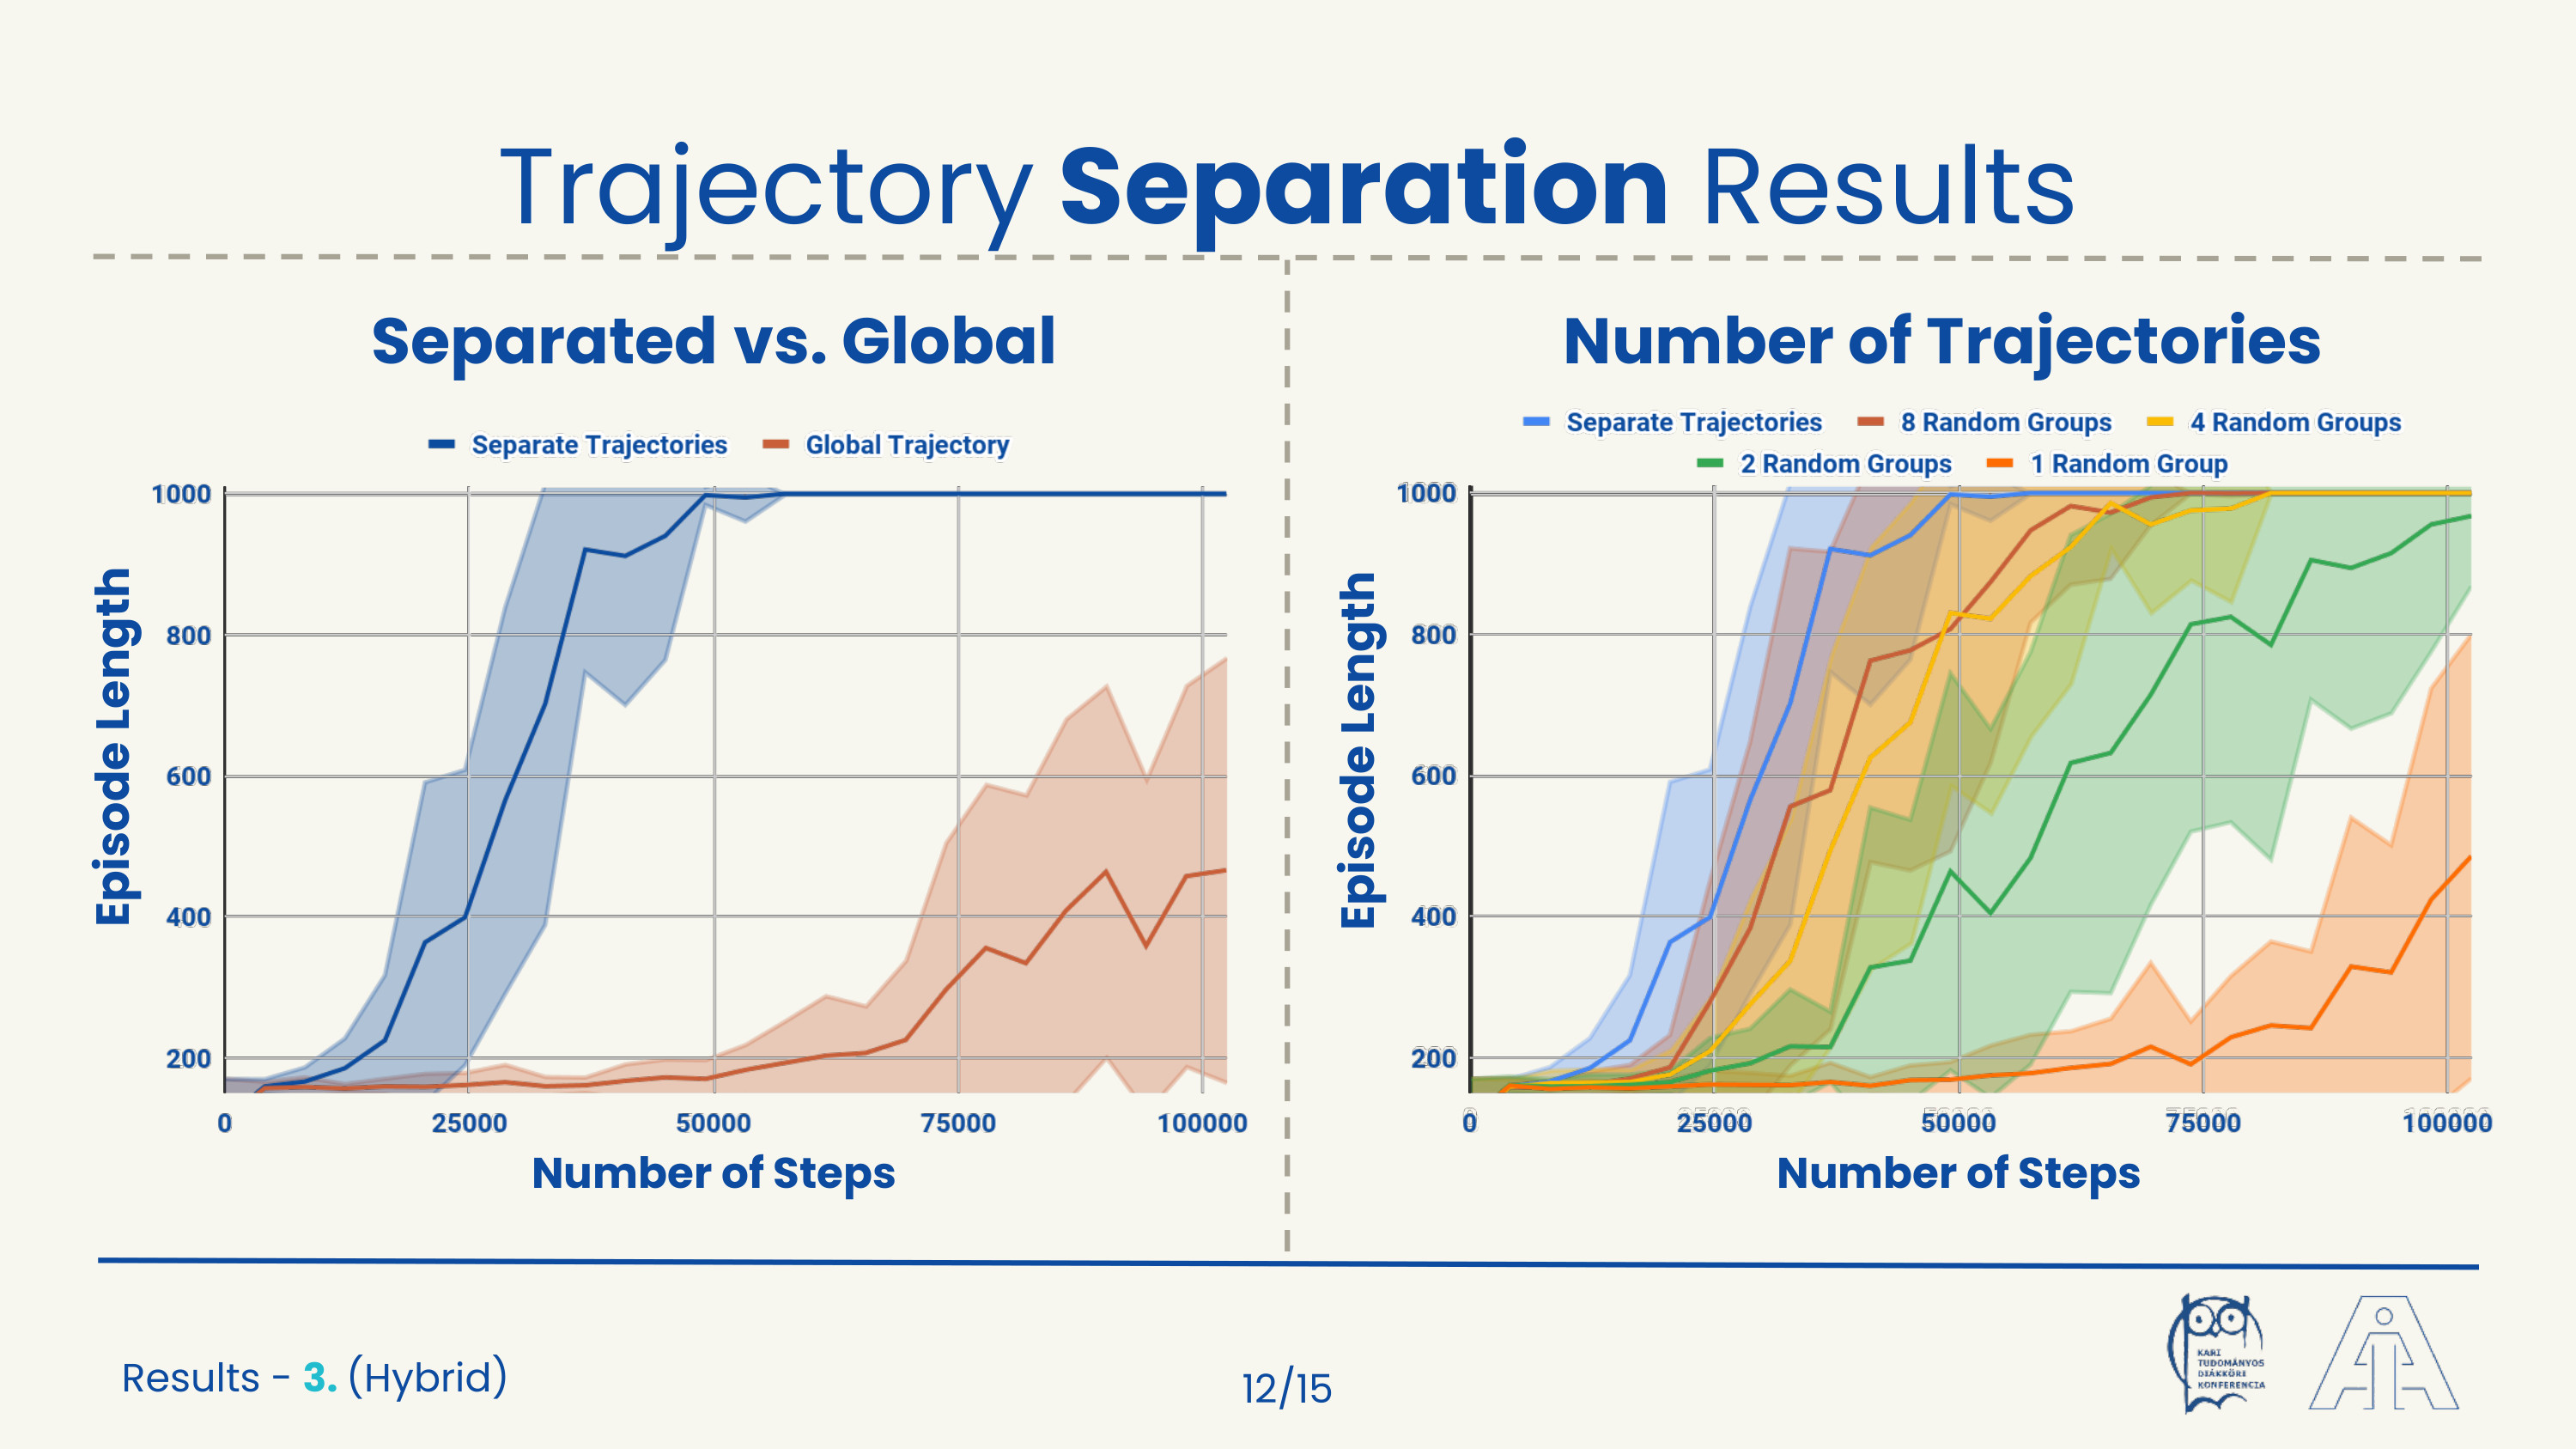 Trajectory Separation Results
Separated vs. Global
Separate Trajectories
Global Trajectory
Episode Length
1000
800
600
400
200
0
25000
50000
75000
100000
Number of Steps
Number of Trajectories
Separate Trajectories
8 Random Groups
4 Random Groups
2 Random Groups
1 Random Group
Episode Length
1000
800
600
400
200
0
25000
50000
75000
100000
Number of Steps
Results - 3. (Hybrid)
12/15
KARI
TUDOMÁNYOS
DIÁKKÖRI
KONFERENCIA